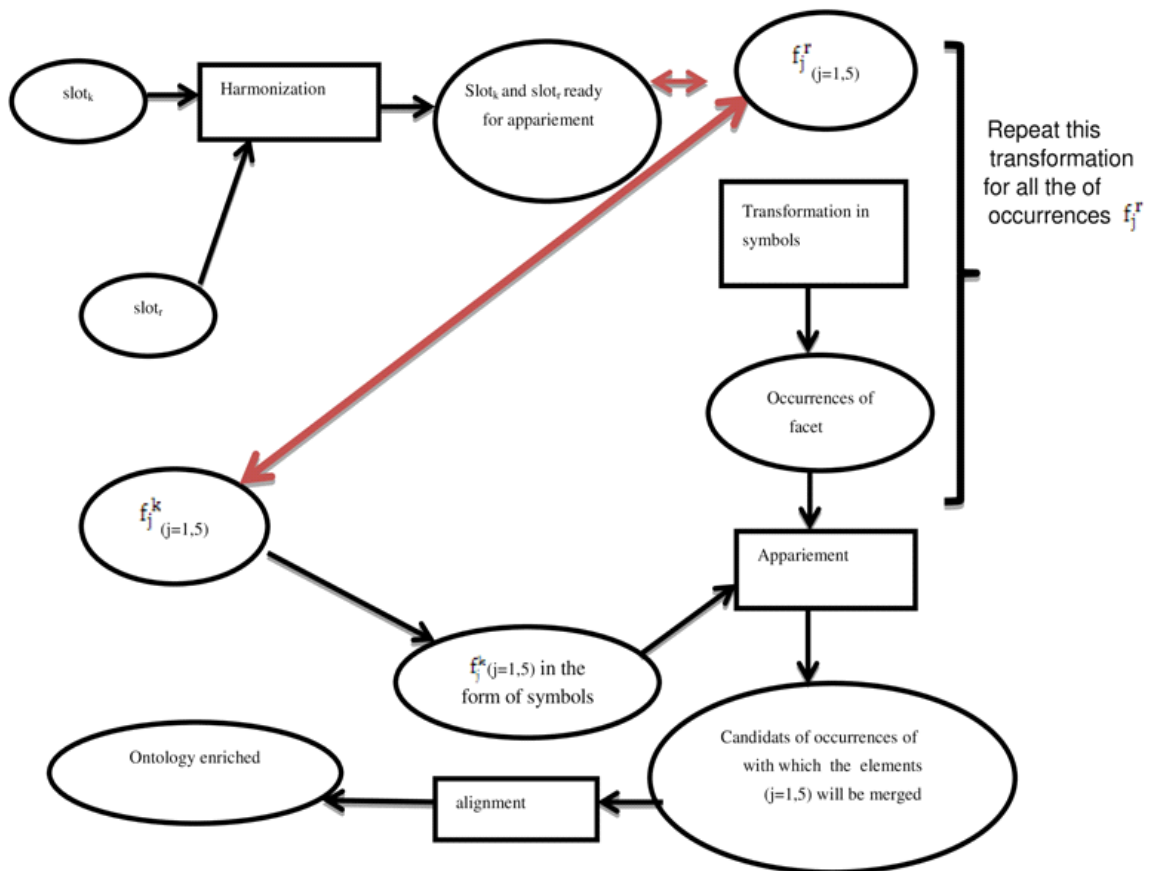 slotₖ
Harmonization
Slotₖ and slotᵣ ready
for appariement
fⱼʳ (j=1,5)
Repeat this
transformation
for all the of
occurrences fⱼʳ
Transformation in
symbols
slotᵣ
Occurrences of
facet
fⱼᵏ (j=1,5)
Appariement
fⱼᵏ (j=1,5) in the
form of symbols
Candidats of occurrences of
with which the elements
(j=1,5) will be merged
Ontology enriched
alignment